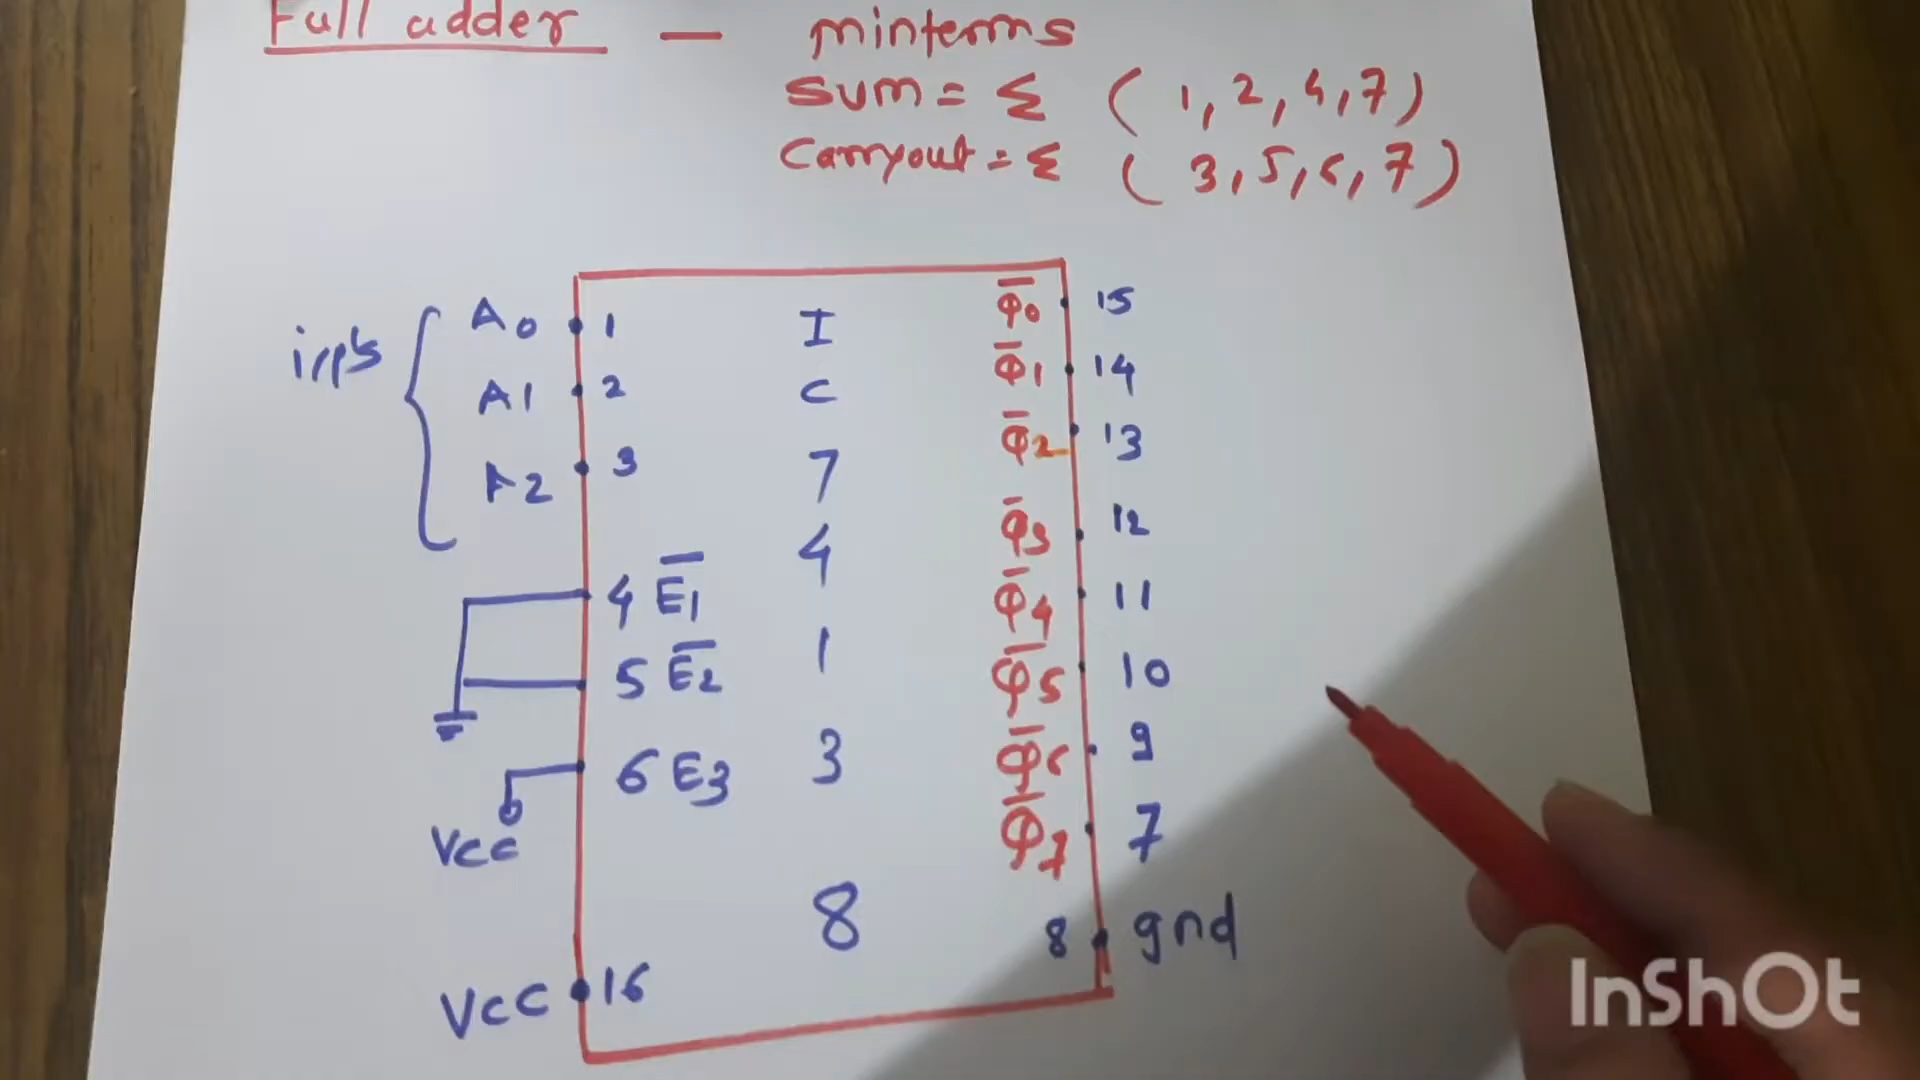 Full adder — minterms
sum = Σ ( 1, 2, 4, 7 )
Carryout = Σ ( 3, 5, 6, 7 )
i/p's
A0 1
A1 2
A2 3
4 E̅1̅
5 E̅2̅
6 E3
Vcc
Vcc 16
I
C
7
4
1
3
8
Φ̅0 15
Φ̅1 14
Φ̅2 13
Φ̅3 12
Φ̅4 11
Φ̅5 10
Φ̅6 9
Φ̅7 7
8 gnd
InShOt